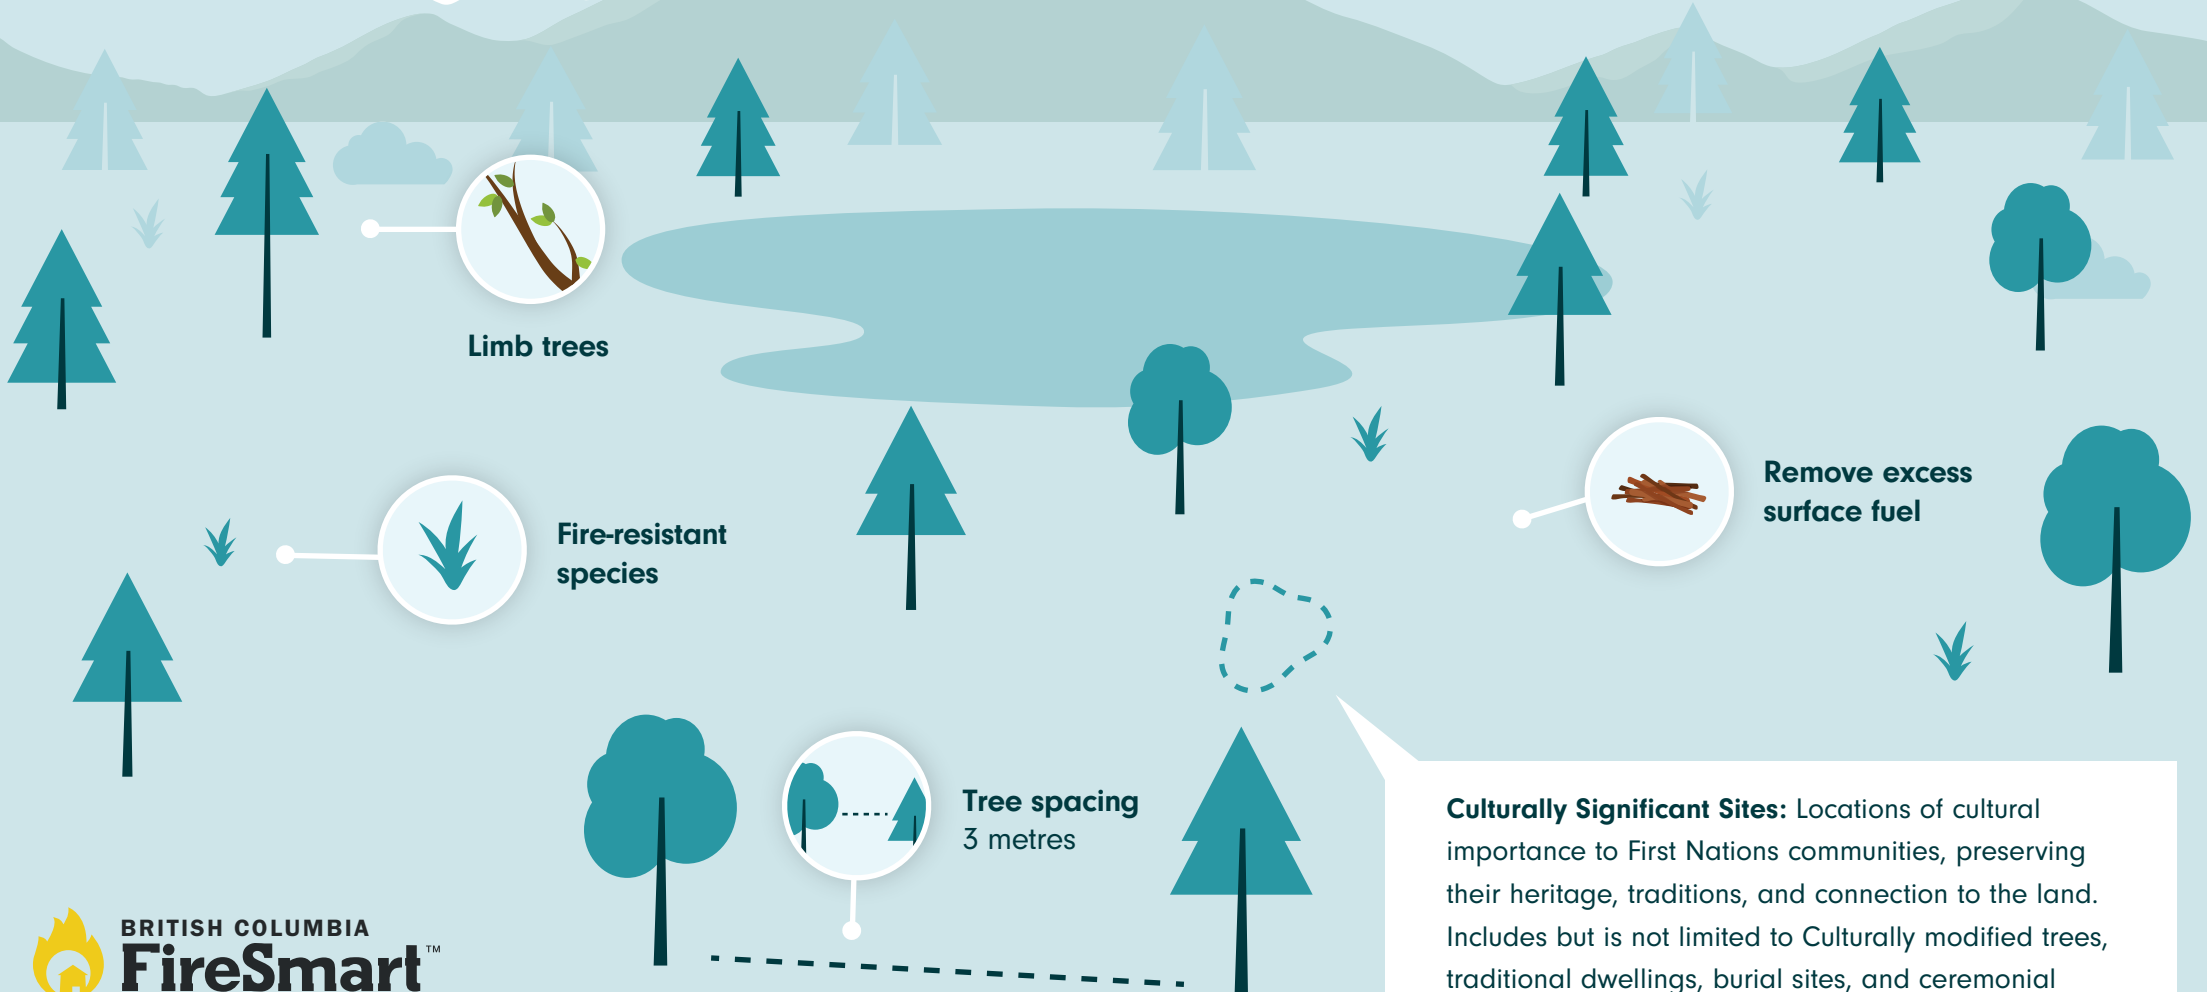 Limb trees
Fire-resistant
species
Remove excess
surface fuel
Tree spacing
3 metres
Culturally Significant Sites: Locations of cultural
importance to First Nations communities, preserving
their heritage, traditions, and connection to the land.
Includes but is not limited to Culturally modified trees,
traditional dwellings, burial sites, and ceremonial
BRITISH COLUMBIA
FireSmart™